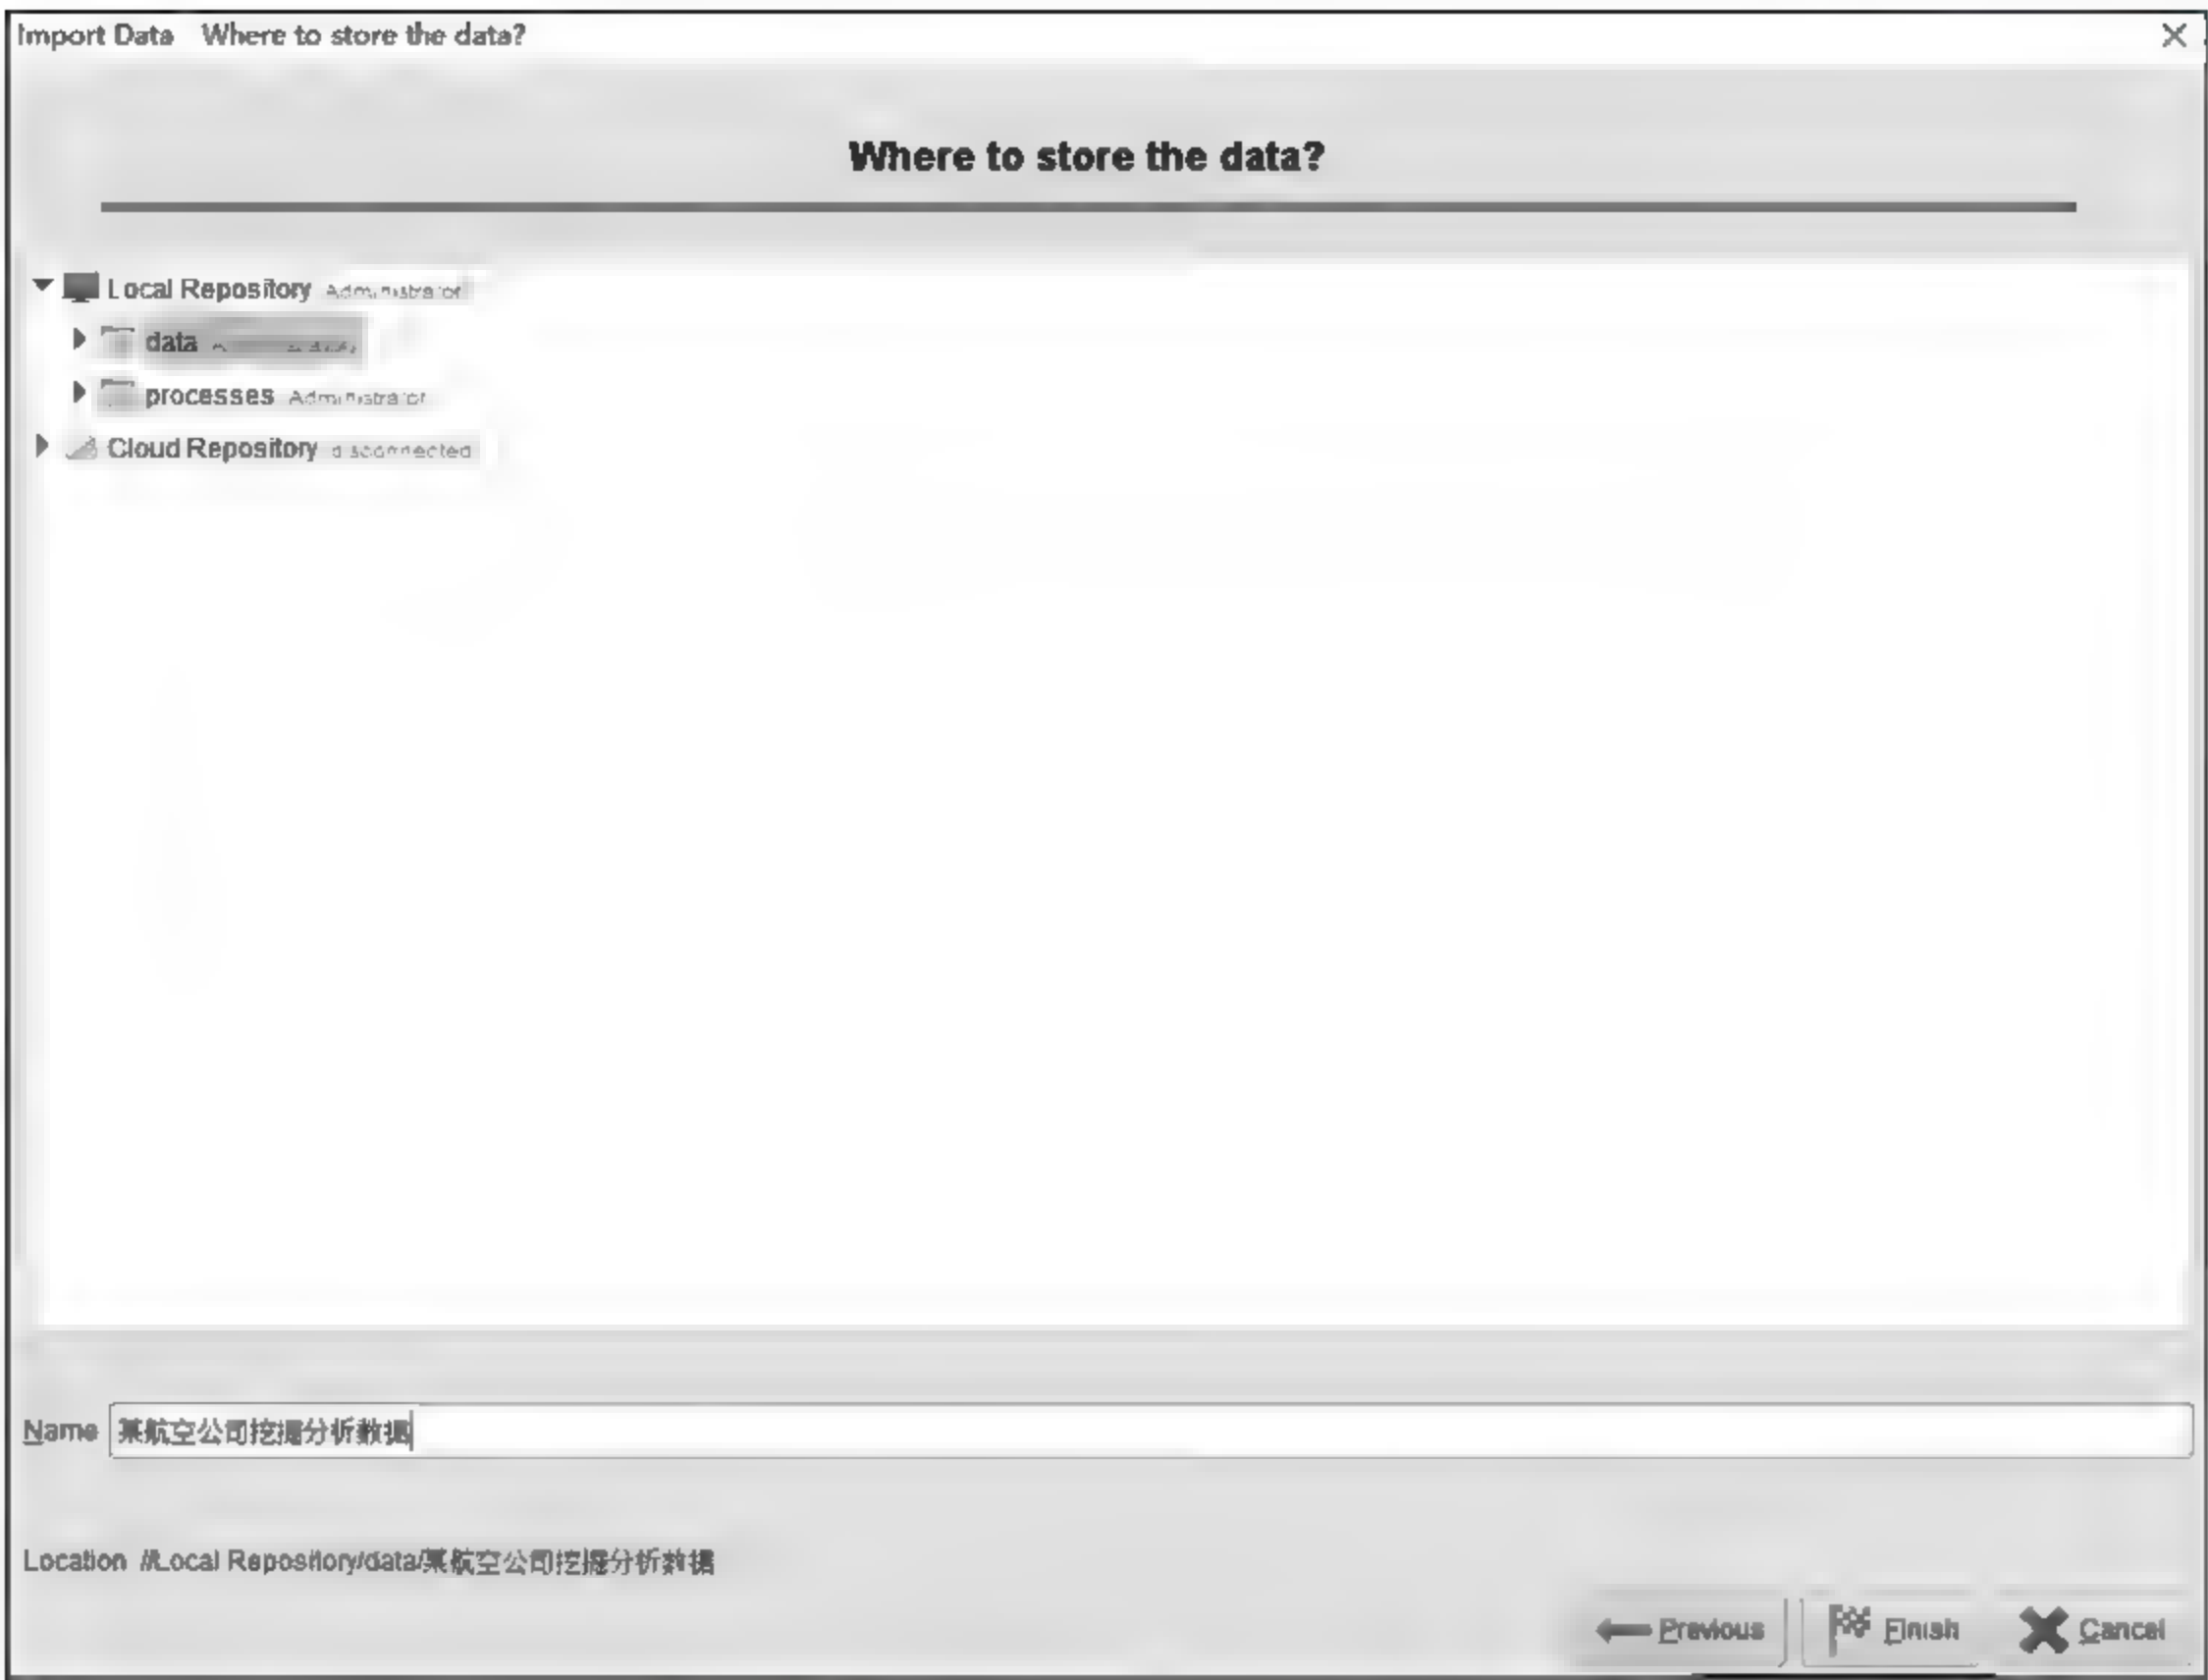 Import Data Where to store the data?
Where to store the data?
Local Repository Administrator
data
processes Administrator
Cloud Repository disconnected
Name 某航空公司挖掘分析数据
Location //Local Repository/data/某航空公司挖掘分析数据
Previous Finish Cancel